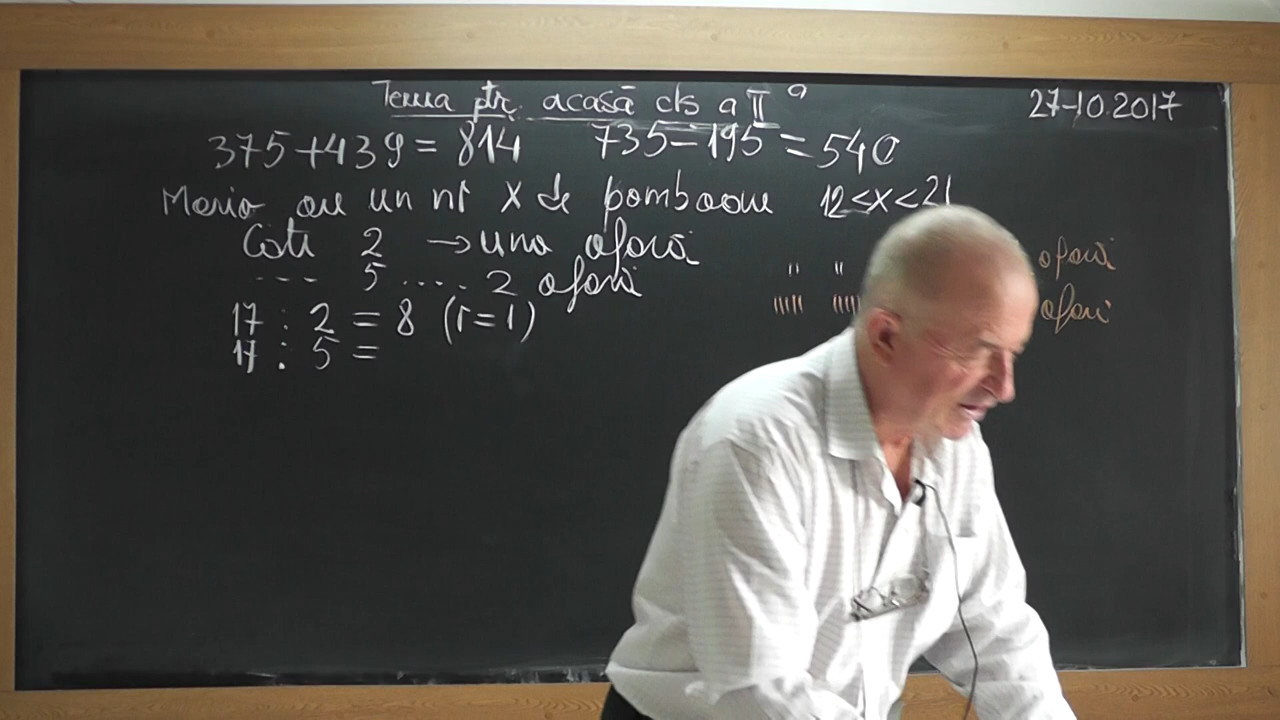 Tema ptr. acasă cls a II a
27-10.2017
375+439=814 735-195=540
Maria are un nr X de bomboane 12<X<21
Câte 2 → una afară
--- 5 .... 2 afară
" " afară
afară
17 : 2 = 8 (r=1)
17 : 5 =